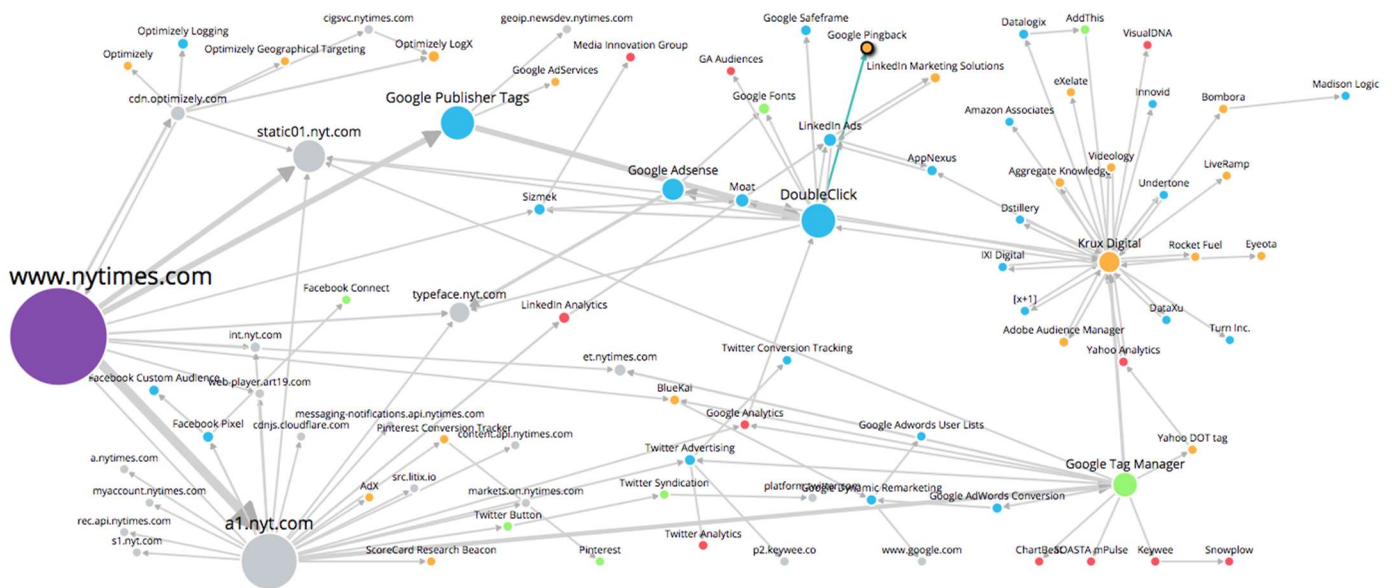 cigsvc.nytimes.com
geoip.newsdev.nytimes.com
Google Safeframe
Datalogix
AddThis
Optimizely Logging
Google Pingback
VisualDNA
Optimizely
Optimizely Geographical Targeting
Optimizely LogX
Media Innovation Group
GA Audiences
LinkedIn Marketing Solutions
Google AdServices
eXelate
Innovid
Bombora
Madison Logic
cdn.optimizely.com
Google Publisher Tags
Google Fonts
Amazon Associates
static01.nyt.com
LinkedIn Ads
AppNexus
Videology
LiveRamp
Google Adsense
Aggregate Knowledge
Moat
DoubleClick
Undertone
Sizmek
Dstillery
Krux Digital
Rocket Fuel
Eyeota
IXI Digital
www.nytimes.com
Facebook Connect
typeface.nyt.com
LinkedIn Analytics
[x+1]
DataXu
Adobe Audience Manager
Turn Inc.
int.nyt.com
Twitter Conversion Tracking
Yahoo Analytics
et.nytimes.com
Facebook Custom Audience
web-player.art19.com
BlueKai
messaging-notifications.api.nytimes.com
Google Analytics
Facebook Pixel
cdnjs.cloudflare.com
Pinterest Conversion Tracker
content.api.nytimes.com
Google Adwords User Lists
Yahoo DOT tag
a.nytimes.com
Twitter Advertising
Google Tag Manager
src.litix.io
AdX
Twitter Syndication
platform.twitter.com
Google Dynamic Remarketing
myaccount.nytimes.com
markets.on.nytimes.com
Google AdWords Conversion
Twitter Button
rec.api.nytimes.com
a1.nyt.com
s1.nyt.com
Twitter Analytics
ScoreCard Research Beacon
Pinterest
p2.keywee.co
www.google.com
ChartBeat
SOASTA mPulse
Keywee
Snowplow